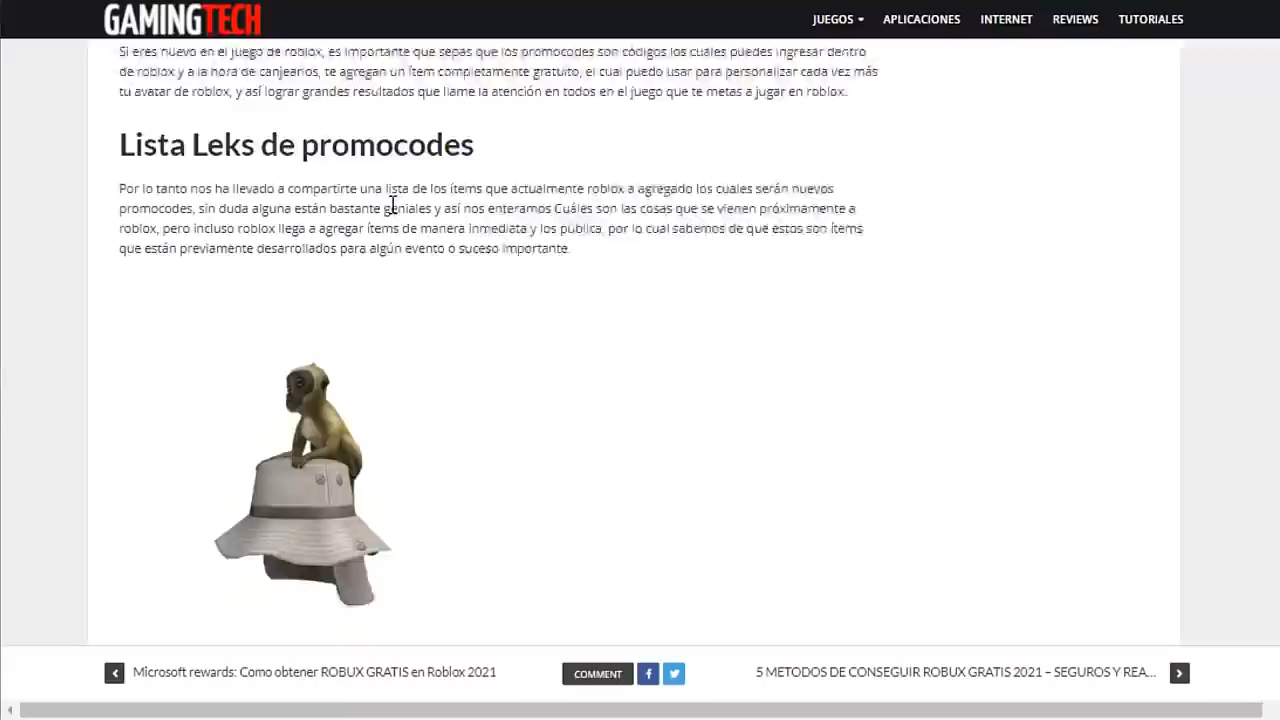 GAMINGTECH
JUEGOS APLICACIONES INTERNET REVIEWS TUTORIALES
Si eres nuevo en el juego de roblox, es importante que sepas que los promocodes son códigos los cuales puedes ingresar dentro
de roblox y a la hora de canjearlos, te agregan un ítem completamente gratuito, el cual puedo usar para personalizar cada vez más
tu avatar de roblox, y así lograr grandes resultados que llame la atención en todos en el juego que te metas a jugar en roblox.
Lista Leks de promocodes
Por lo tanto nos ha llevado a compartirte una lista de los ítems que actualmente roblox a agregado los cuales serán nuevos
promocodes, sin duda alguna están bastante geniales y así nos enteramos Cuáles son las cosas que se vienen próximamente a
roblox, pero incluso roblox llega a agregar ítems de manera inmediata y los publica, por lo cual sabemos de que estos son ítems
que están previamente desarrollados para algún evento o suceso importante.
Microsoft rewards: Como obtener ROBUX GRATIS en Roblox 2021
COMMENT
5 METODOS DE CONSEGUIR ROBUX GRATIS 2021 – SEGUROS Y REA...